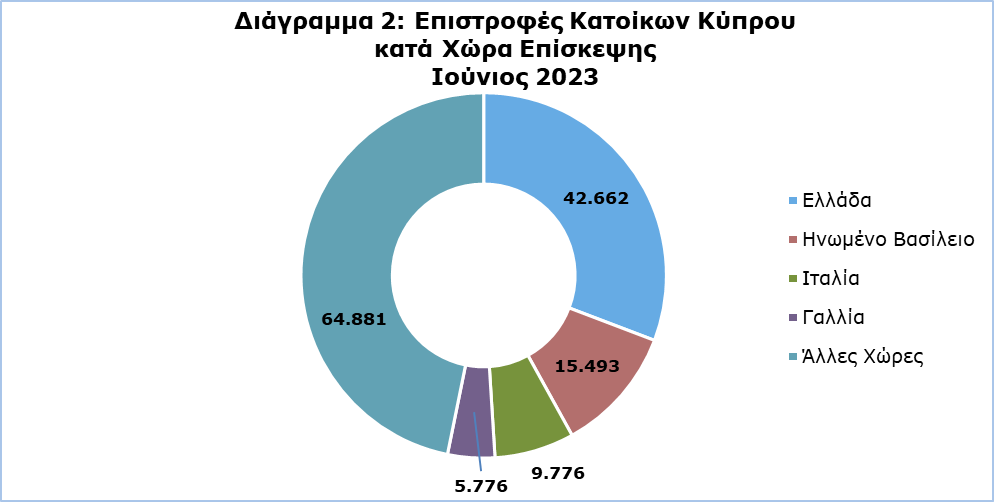 Διάγραμμα 2: Επιστροφές Κατοίκων Κύπρου
κατά Χώρα Επίσκεψης
Ιούνιος 2023
42.662
15.493
9.776
5.776
64.881
Ελλάδα
Ηνωμένο Βασίλειο
Ιταλία
Γαλλία
Άλλες Χώρες